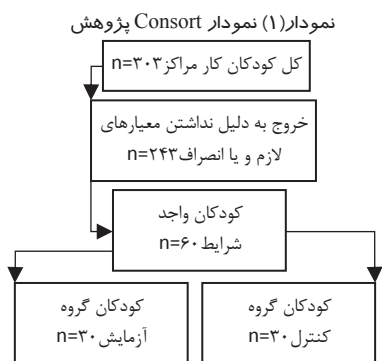 نمودار(۱) نمودار Consort پژوهش
کل کودکان کار مراکز n=۳۰۳
خروج به دلیل نداشتن معیارهای
لازم و یا انصراف n=۲۴۳
کودکان واجد
شرایط n=۶۰
کودکان گروه
کنترل n=۳۰
کودکان گروه
آزمایش n=۳۰